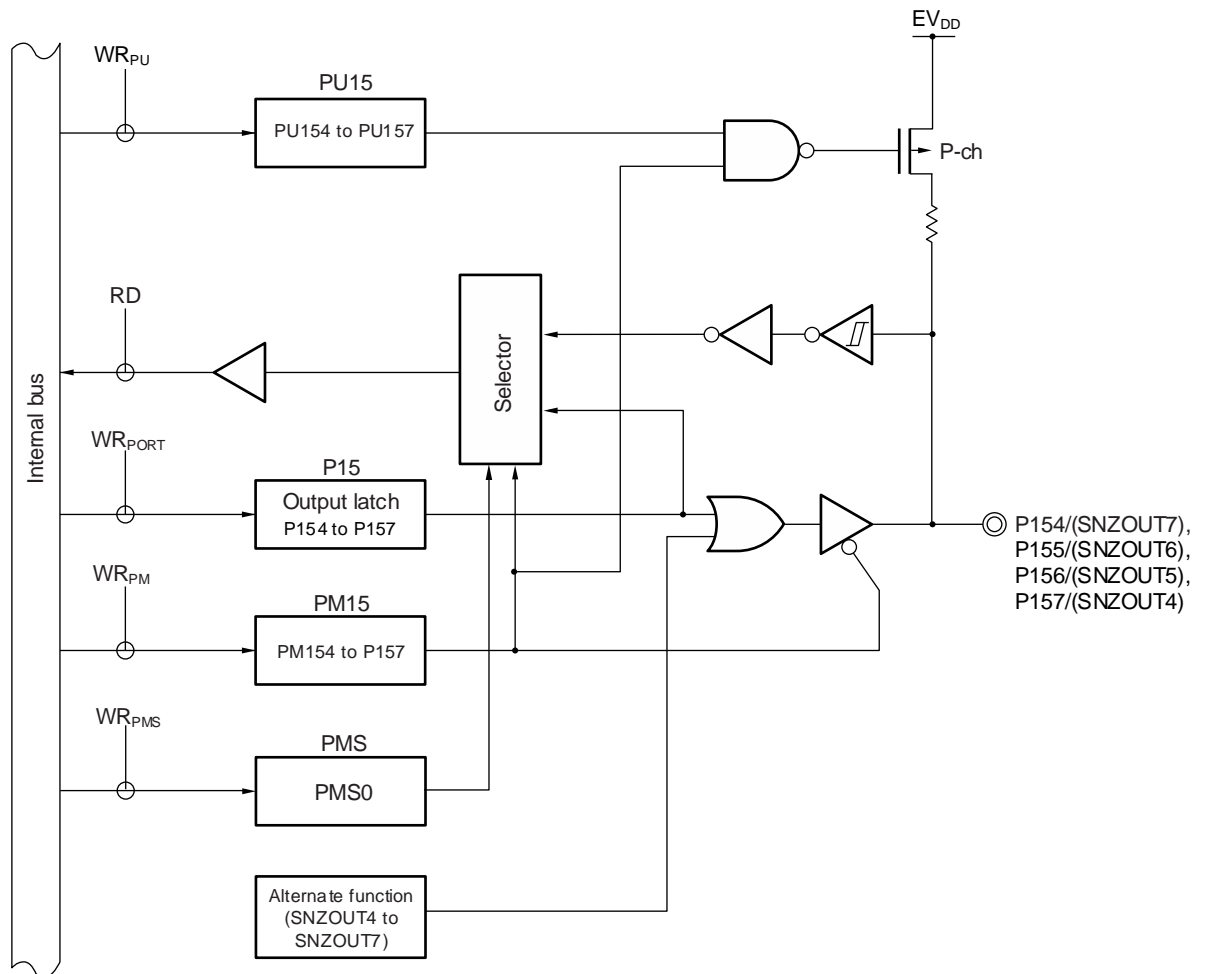 EVDD
WRPU
PU15
PU154 to PU157
P-ch
RD
Selector
Internal bus
WRPORT
P15
Output latch
P154 to P157
P154/(SNZOUT7),
P155/(SNZOUT6),
P156/(SNZOUT5),
P157/(SNZOUT4)
WRPM
PM15
PM154 to P157
WRPMS
PMS
PMS0
Alternate function
(SNZOUT4 to
SNZOUT7)